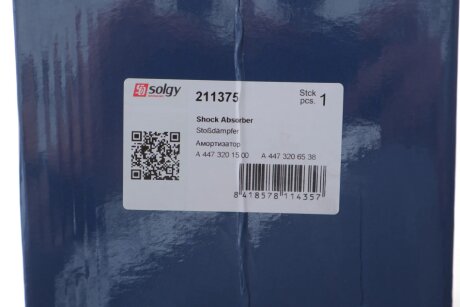 solgy
211375
Stck
pcs. 1
Shock Absorber
Stoßdämpfer
Амортизатор
A 447 320 15 00 A 447 320 65 38
8 418578 114357